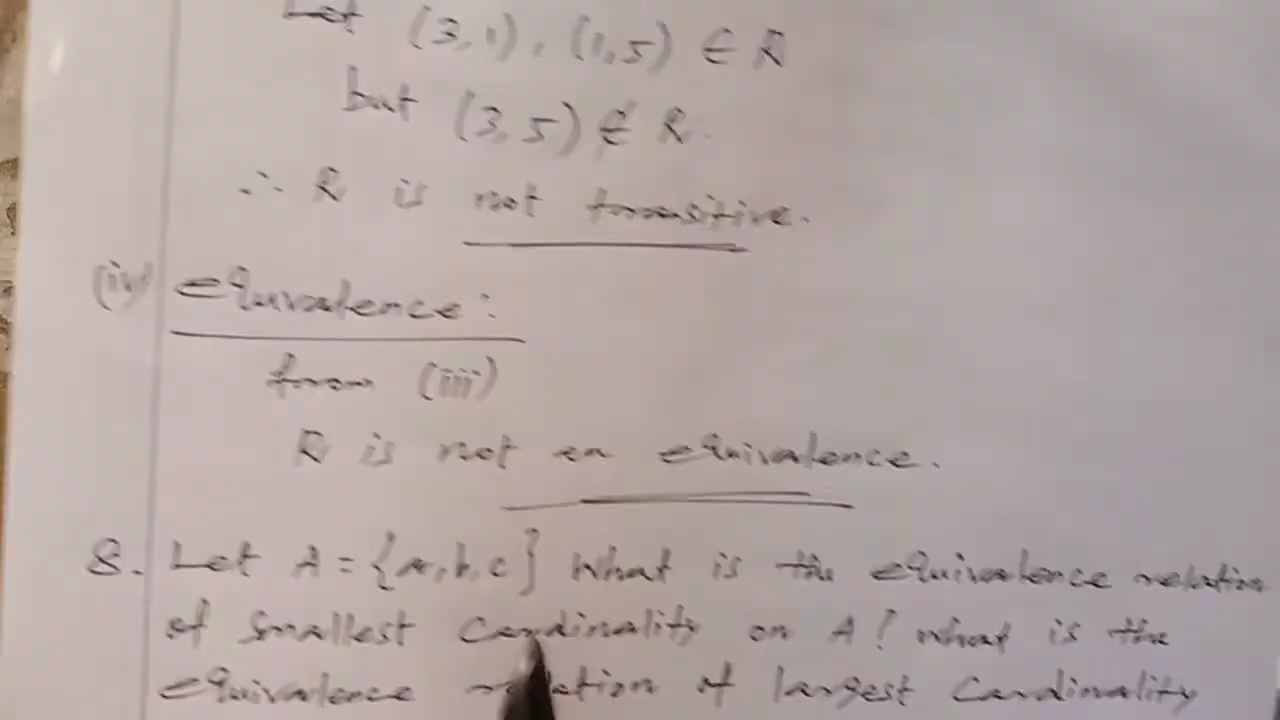 Let (3,1), (1,5) ∈ R
but (3,5) ∉ R.
∴ R is not transitive.
(iv) equivalence:
from (iii)
R is not an equivalence.
8. Let A = {a, b, c} What is the equivalence relation
of smallest cardinality on A? What is the
equivalence relation of largest cardinality